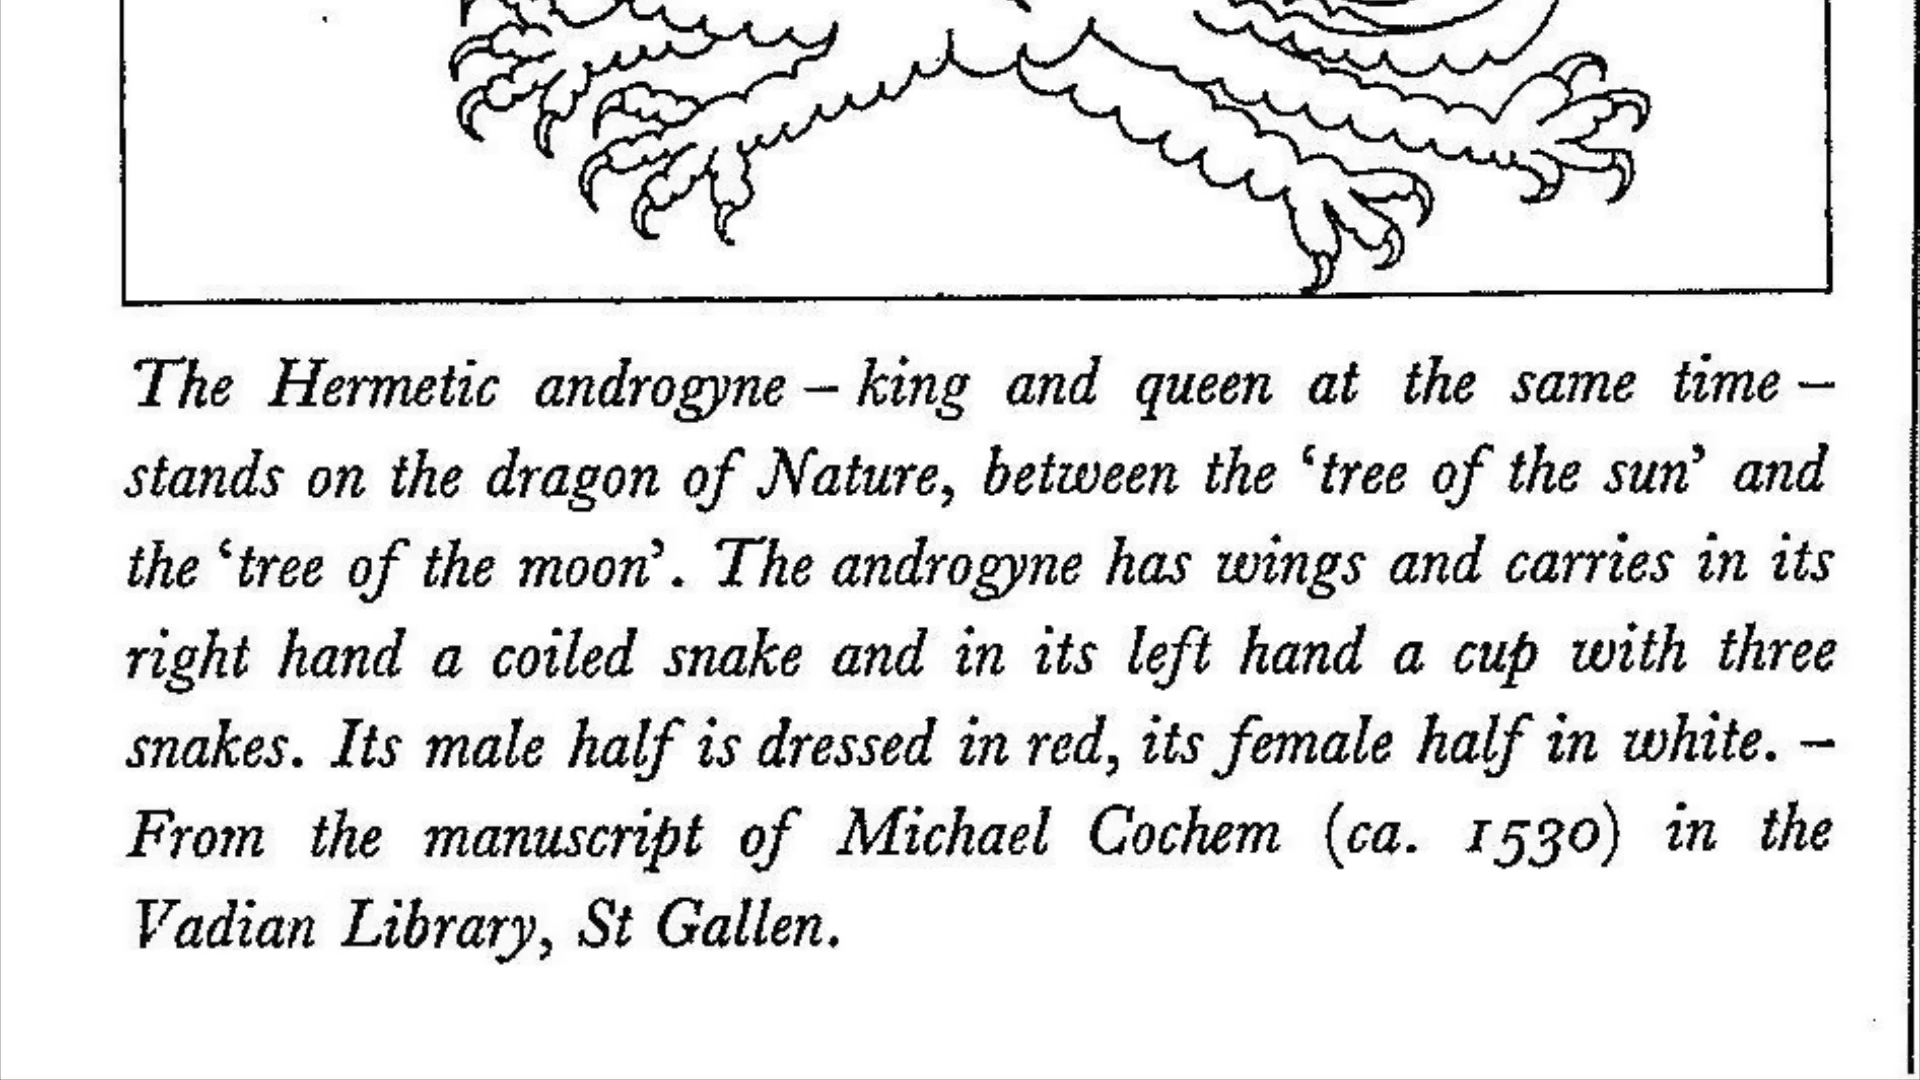 The Hermetic androgyne – king and queen at the same time –
stands on the dragon of Nature, between the ‘tree of the sun’ and
the ‘tree of the moon’. The androgyne has wings and carries in its
right hand a coiled snake and in its left hand a cup with three
snakes. Its male half is dressed in red, its female half in white. –
From the manuscript of Michael Cochem (ca. 1530) in the
Vadian Library, St Gallen.